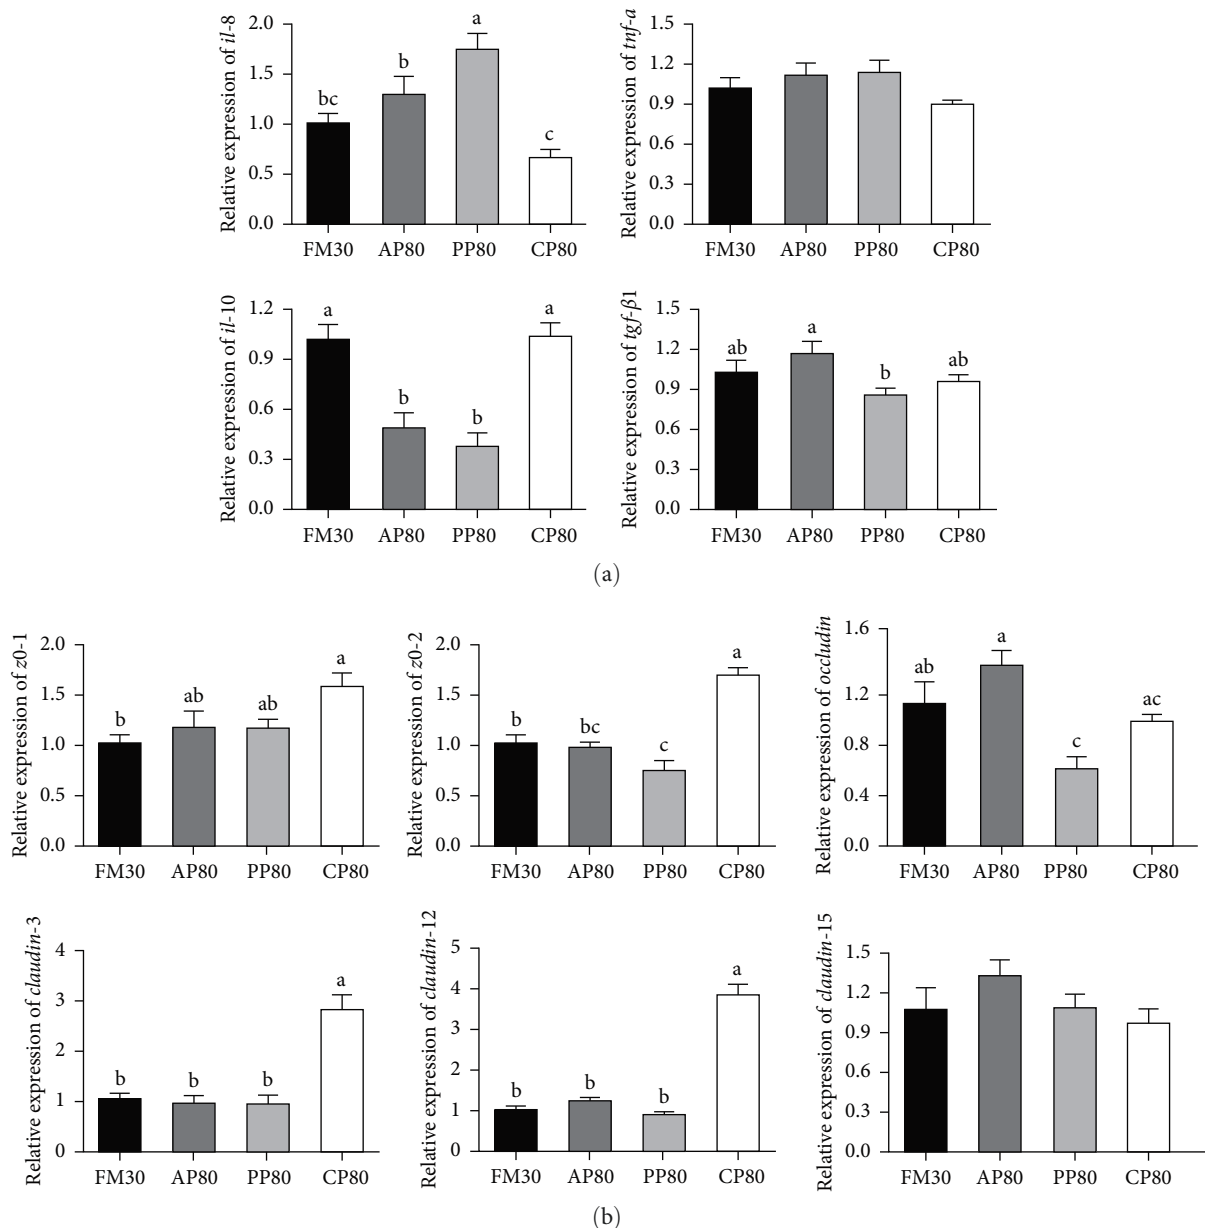 Relative expression of il-8
2.0
1.5
1.0
0.5
0.0
bc
b
a
c
FM30 AP80 PP80 CP80
Relative expression of tnf-a
1.5
1.2
0.9
0.6
0.3
0.0
FM30 AP80 PP80 CP80
Relative expression of il-10
1.2
0.9
0.6
0.3
0.0
a
b
b
a
FM30 AP80 PP80 CP80
Relative expression of tgf-β1
1.5
1.2
0.9
1.2
0.3
0.0
ab
a
b
ab
FM30 AP80 PP80 CP80
(a)
Relative expression of z0-1
2.0
1.5
1.0
0.5
0.0
b
ab
ab
a
FM30 AP80 PP80 CP80
Relative expression of z0-2
2.0
1.5
1.0
0.5
0.0
b
bc
c
a
FM30 AP80 PP80 CP80
Relative expression of occludin
1.6
1.2
0.8
0.4
0.0
ab
a
c
ac
FM30 AP80 PP80 CP80
Relative expression of claudin-3
4
3
2
1
0
b
b
b
a
FM30 AP80 PP80 CP80
Relative expression of claudin-12
5
4
3
2
1
0
b
b
b
a
FM30 AP80 PP80 CP80
Relative expression of claudin-15
1.5
1.2
0.9
1.2
0.3
0.0
FM30 AP80 PP80 CP80
(b)